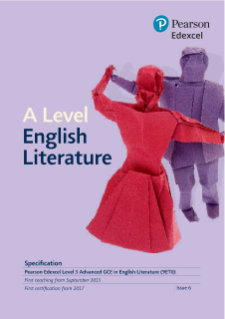 Pearson
Edexcel
A Level
English
Literature
Specification
Pearson Edexcel Level 3 Advanced GCE in English Literature (9ET0)
First teaching from September 2015
First certification from 2017
Issue 6